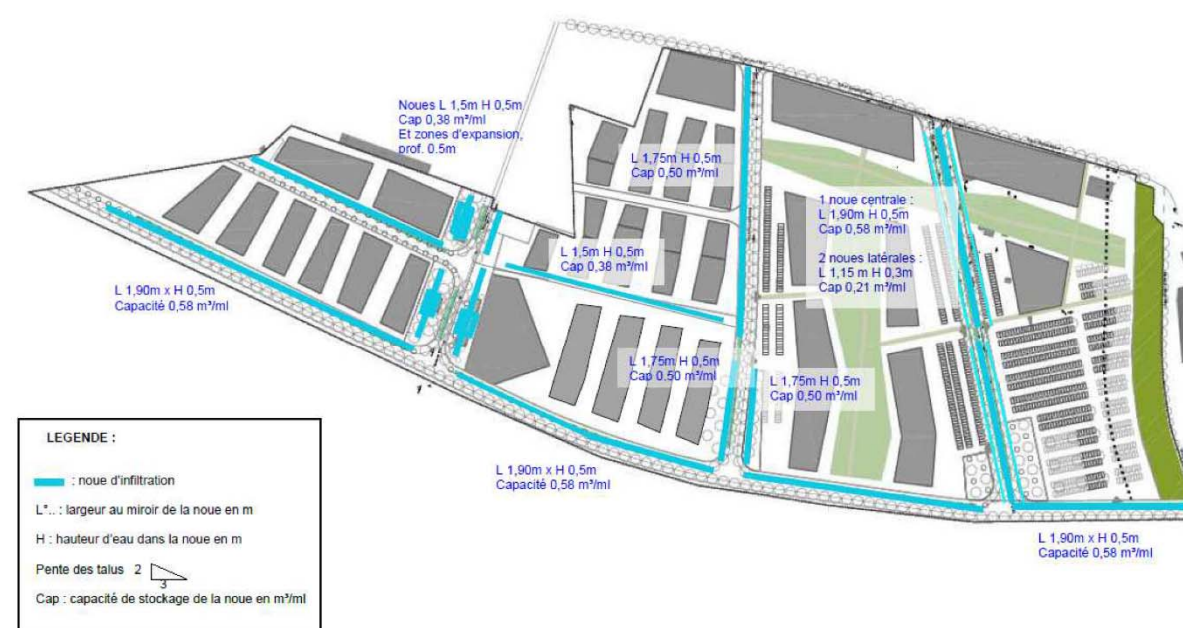 Noues L 1,5m H 0,5m
Cap 0,38 m³/ml
Et zones d'expansion,
prof. 0.5m
L 1,75m H 0,5m
Cap 0,50 m³/ml
1 noue centrale :
L 1,90m H 0,5m
Cap 0,58 m³/ml
2 noues latérales :
L 1,15 m H 0,3m
Cap 0,21 m³/ml
L 1,5m H 0,5m
Cap 0,38 m³/ml
L 1,90m x H 0,5m
Capacité 0,58 m³/ml
L 1,75m H 0,5m
Cap 0.50 m³/ml
L 1,75m H 0,5m
Cap 0,50 m³/ml
L 1,90m x H 0,5m
Capacité 0,58 m³/ml
L 1,90m x H 0,5m
Capacité 0,58 m³/ml
LEGENDE :
: noue d'infiltration
L*.. : largeur au miroir de la noue en m
H : hauteur d'eau dans la noue en m
Pente des talus 2
3
Cap : capacité de stockage de la noue en m³/ml